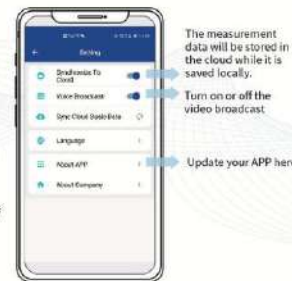 Setting
Synchronize To
Cloud
Voice Broadcast
Sync Cloud Scale Data
Language
About APP
About Company
The measurement
data will be stored in
the cloud while it is
saved locally.
Turn on or off the
video broadcast
Update your APP here